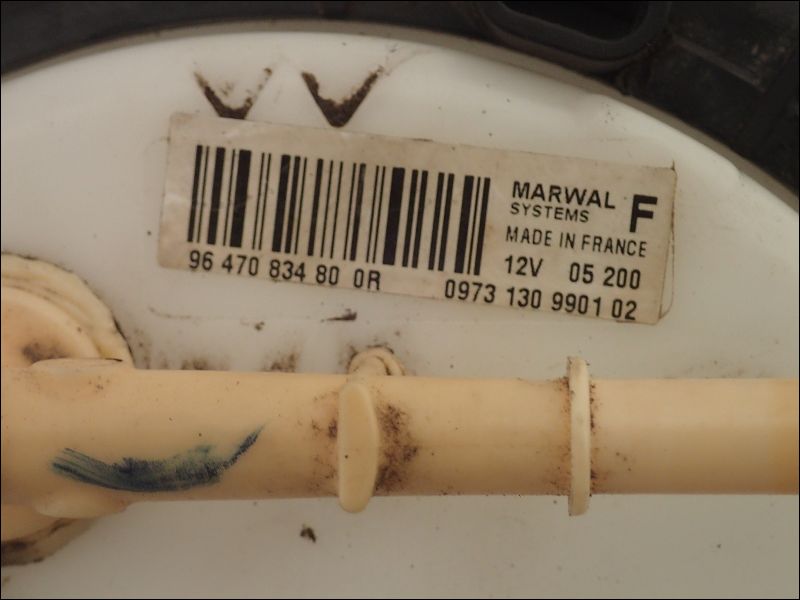 MARWAL F
SYSTEMS
MADE IN FRANCE
12V 05 200
96 470 834 80 0R 0973 130 9901 02